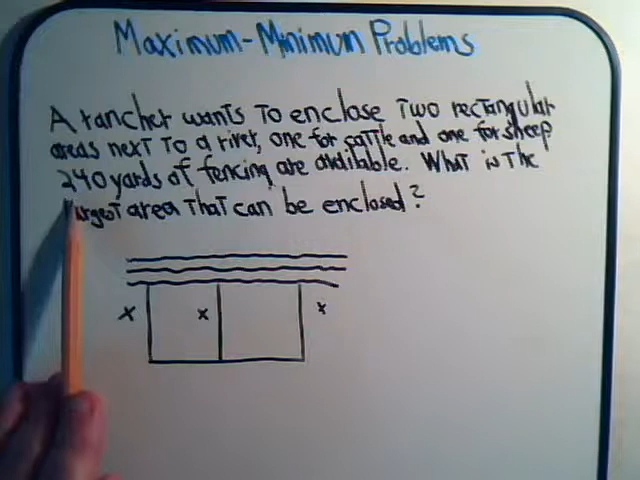 Maximum-Minimum Problems
A rancher wants to enclose two rectangular
areas next to a river, one for cattle and one for sheep
240 yards of fencing are availible. What is the
largest area that can be enclosed?
x x x